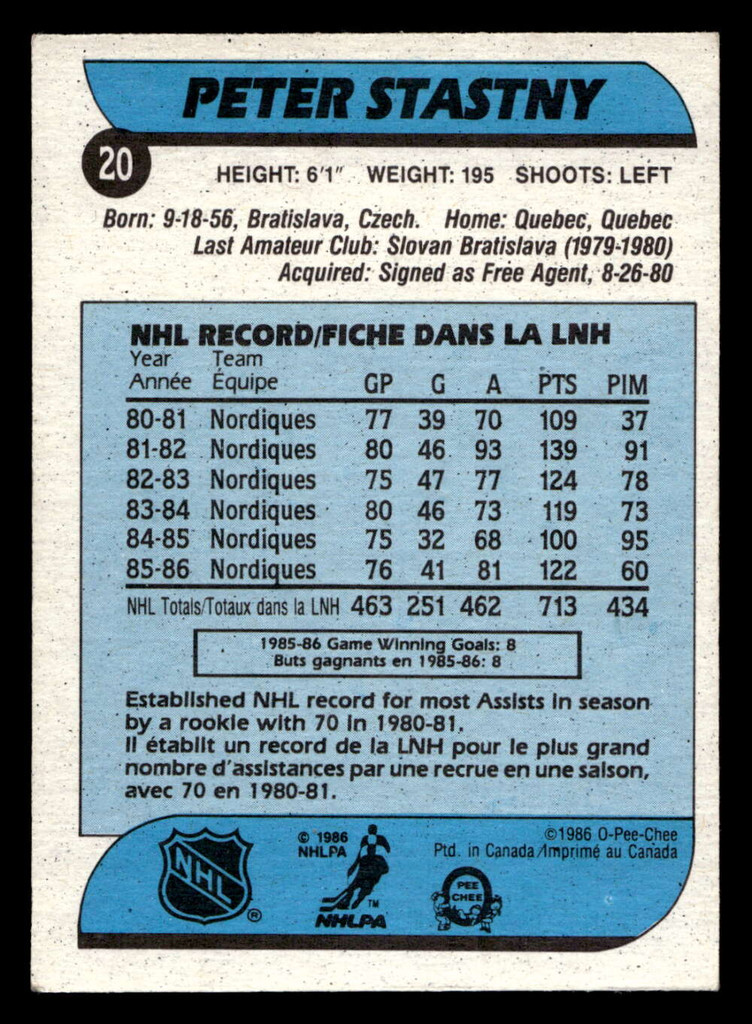 PETER STASTNY
20
HEIGHT: 6'1" WEIGHT: 195 SHOOTS: LEFT
Born: 9-18-56, Bratislava, Czech. Home: Quebec, Quebec
Last Amateur Club: Slovan Bratislava (1979-1980)
Acquired: Signed as Free Agent, 8-26-80
NHL RECORD/FICHE DANS LA LNH
Year Team
Année Équipe GP G A PTS PIM
80-81 Nordiques 77 39 70 109 37
81-82 Nordiques 80 46 93 139 91
82-83 Nordiques 75 47 77 124 78
83-84 Nordiques 80 46 73 119 73
84-85 Nordiques 75 32 68 100 95
85-86 Nordiques 76 41 81 122 60
NHL Totals/Totaux dans la LNH 463 251 462 713 434
1985-86 Game Winning Goals: 8
Buts gagnants en 1985-86: 8
Established NHL record for most Assists in season
by a rookie with 70 in 1980-81.
Il établit un record de la LNH pour le plus grand
nombre d'assistances par une recrue en une saison,
avec 70 en 1980-81.
NHL ®
© 1986
NHLPA
TM
NHLPA
PEE
CHEE
©1986 O-Pee-Chee
Ptd. in Canada/Imprimé au Canada